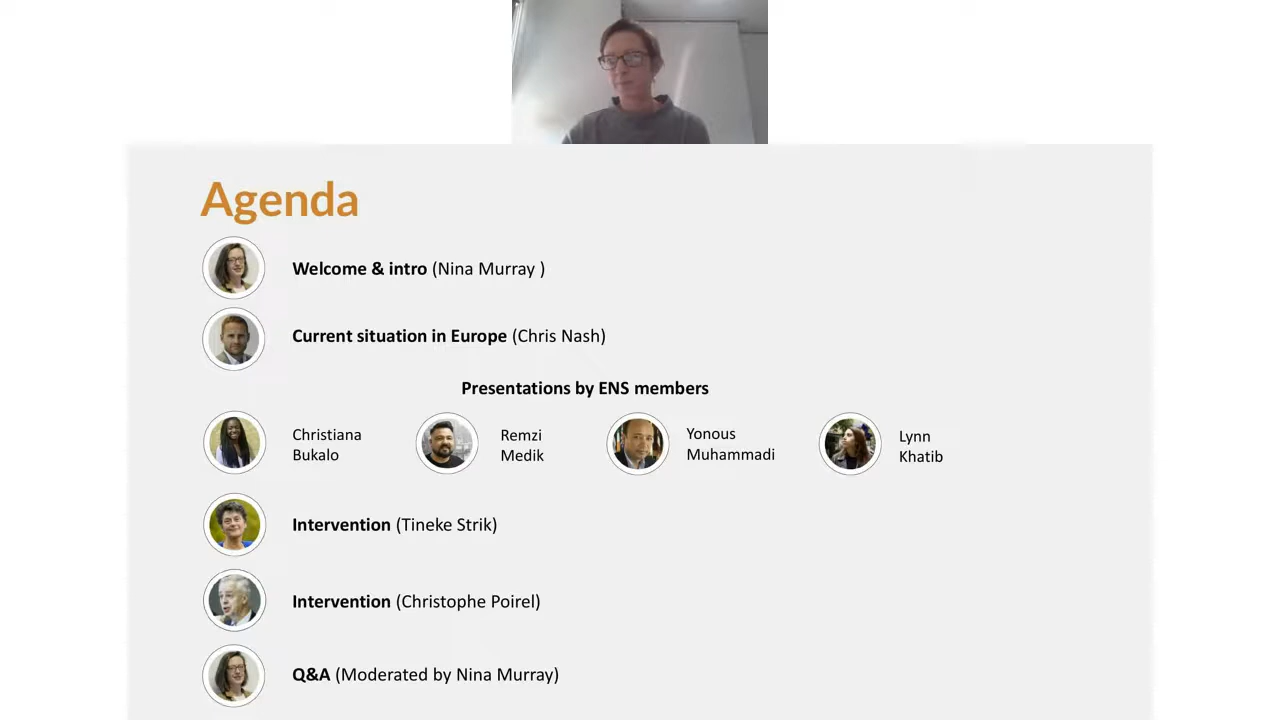 Agenda
Welcome & intro (Nina Murray )
Current situation in Europe (Chris Nash)
Presentations by ENS members
Christiana
Bukalo
Remzi
Medik
Yonous
Muhammadi
Lynn
Khatib
Intervention (Tineke Strik)
Intervention (Christophe Poirel)
Q&A (Moderated by Nina Murray)